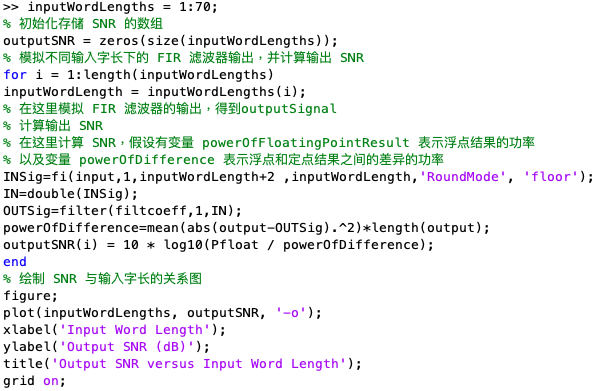 >> inputWordLengths = 1:70;
% 初始化存储 SNR 的数组
outputSNR = zeros(size(inputWordLengths));
% 模拟不同输入字长下的 FIR 滤波器输出，并计算输出 SNR
for i = 1:length(inputWordLengths)
inputWordLength = inputWordLengths(i);
% 在这里模拟 FIR 滤波器的输出，得到outputSignal
% 计算输出 SNR
% 在这里计算 SNR，假设有变量 powerOfFloatingPointResult 表示浮点结果的功率
% 以及变量 powerOfDifference 表示浮点和定点结果之间的差异的功率
INSig=fi(input,1,inputWordLength+2 ,inputWordLength,'RoundMode', 'floor');
IN=double(INSig);
OUTSig=filter(filtcoeff,1,IN);
powerOfDifference=mean(abs(output-OUTSig).^2)*length(output);
outputSNR(i) = 10 * log10(Pfloat / powerOfDifference);
end
% 绘制 SNR 与输入字长的关系图
figure;
plot(inputWordLengths, outputSNR, '-o');
xlabel('Input Word Length');
ylabel('Output SNR (dB)');
title('Output SNR versus Input Word Length');
grid on;